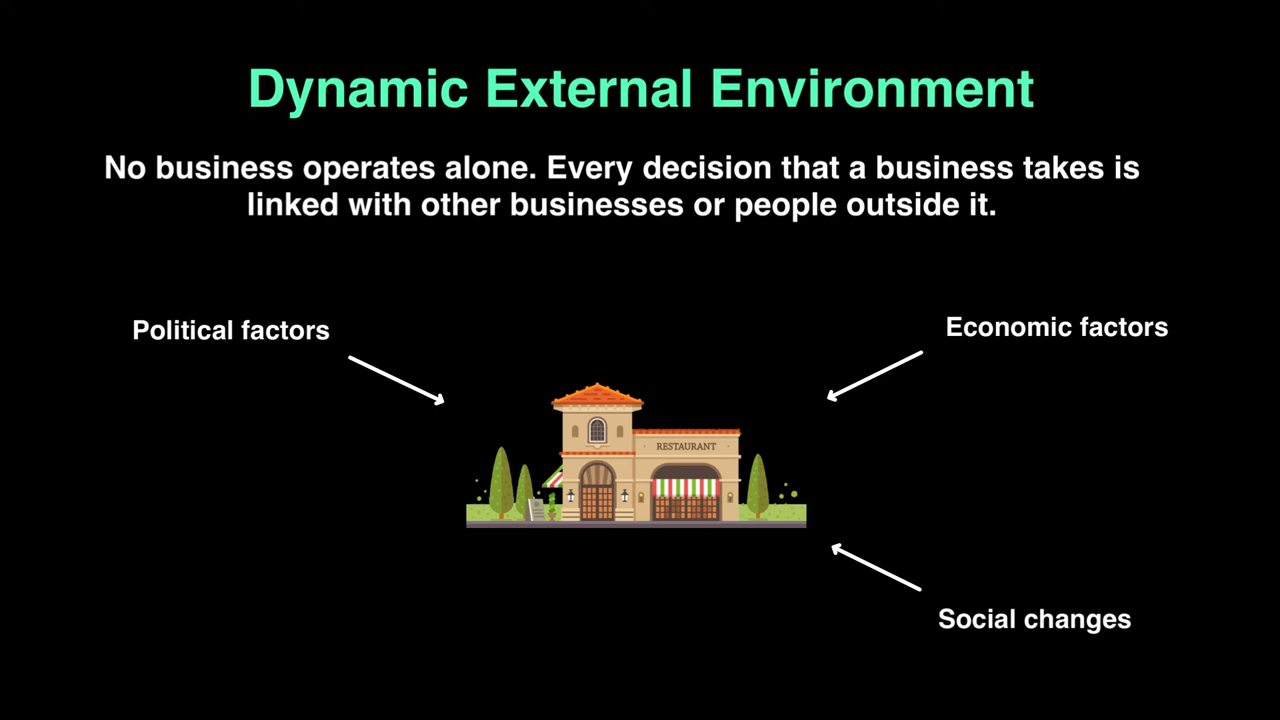 Dynamic External Environment
No business operates alone. Every decision that a business takes is
linked with other businesses or people outside it.
Political factors
Economic factors
RESTAURANT
Social changes